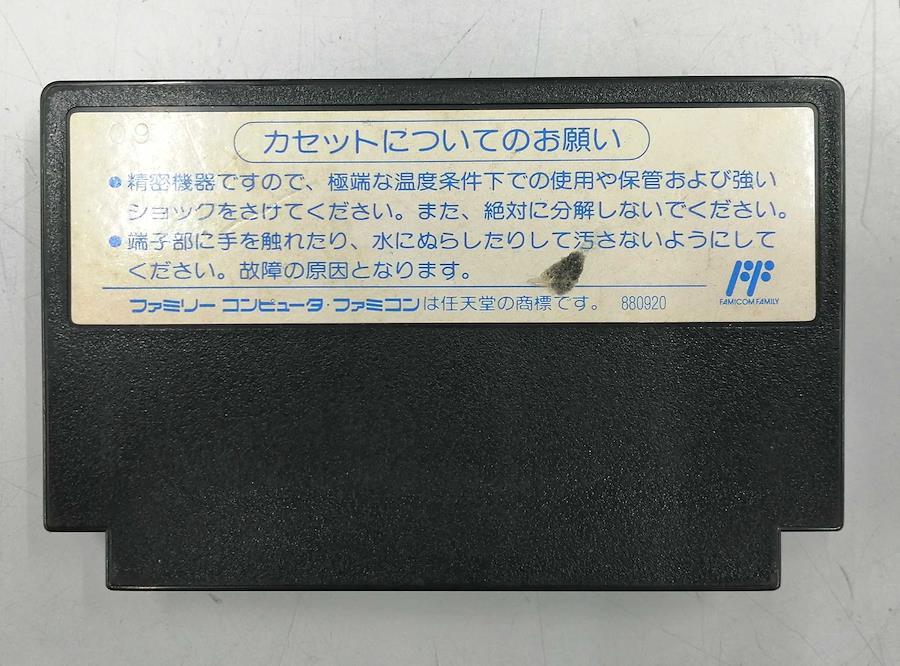 09
カセットについてのお願い
●精密機器ですので、極端な温度条件下での使用や保管および強い
ショックをさけてください。また、絶対に分解しないでください。
●端子部に手を触れたり、水にぬらしたりして汚さないようにして
ください。故障の原因となります。
ファミリー コンピュータ・ファミコンは任天堂の商標です。 880920
FAMICOM FAMILY